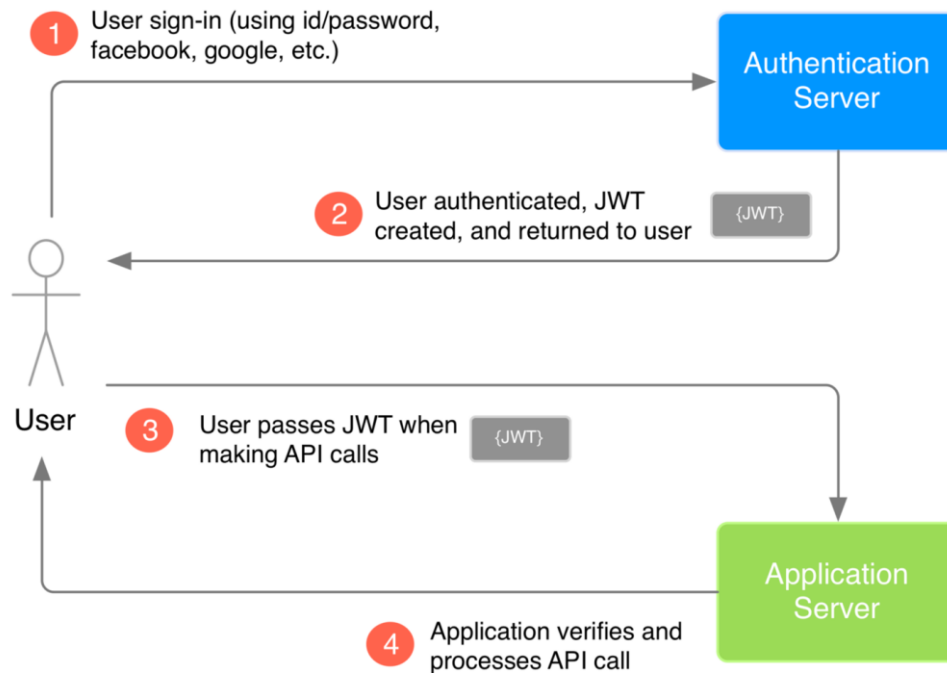 1
User sign-in (using id/password,
facebook, google, etc.)
Authentication
Server
2
User authenticated, JWT
created, and returned to user
{JWT}
User
3
User passes JWT when
making API calls
{JWT}
Application
Server
4
Application verifies and
processes API call